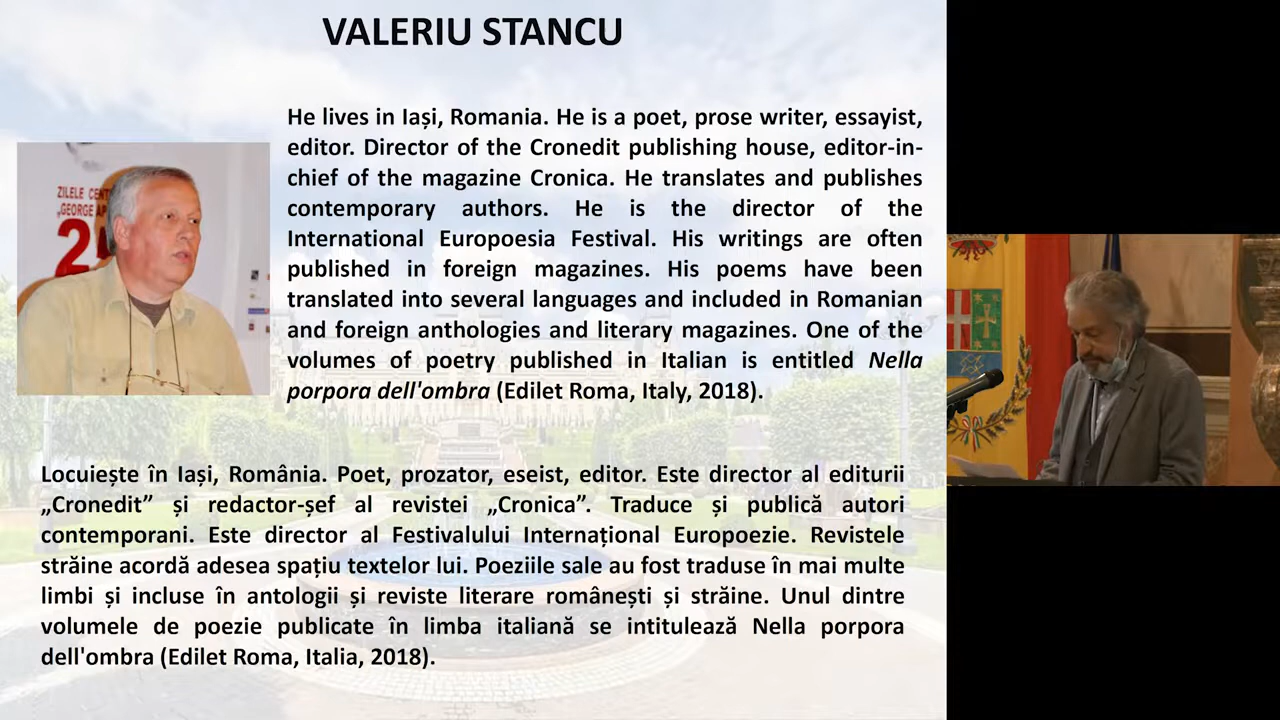 VALERIU STANCU
He lives in Iași, Romania. He is a poet, prose writer, essayist,
editor. Director of the Cronedit publishing house, editor-in-
chief of the magazine Cronica. He translates and publishes
contemporary authors. He is the director of the
International Europoesia Festival. His writings are often
published in foreign magazines. His poems have been
translated into several languages and included in Romanian
and foreign anthologies and literary magazines. One of the
volumes of poetry published in Italian is entitled Nella
porpora dell'ombra (Edilet Roma, Italy, 2018).
ZILELE CENT
„GEORGE AP
2
Locuiește în Iași, România. Poet, prozator, eseist, editor. Este director al editurii
„Cronedit” și redactor-șef al revistei „Cronica”. Traduce și publică autori
contemporani. Este director al Festivalului Internațional Europoezie. Revistele
străine acordă adesea spațiu textelor lui. Poeziile sale au fost traduse în mai multe
limbi și incluse în antologii și reviste literare românești și străine. Unul dintre
volumele de poezie publicate în limba italiană se intitulează Nella porpora
dell'ombra (Edilet Roma, Italia, 2018).